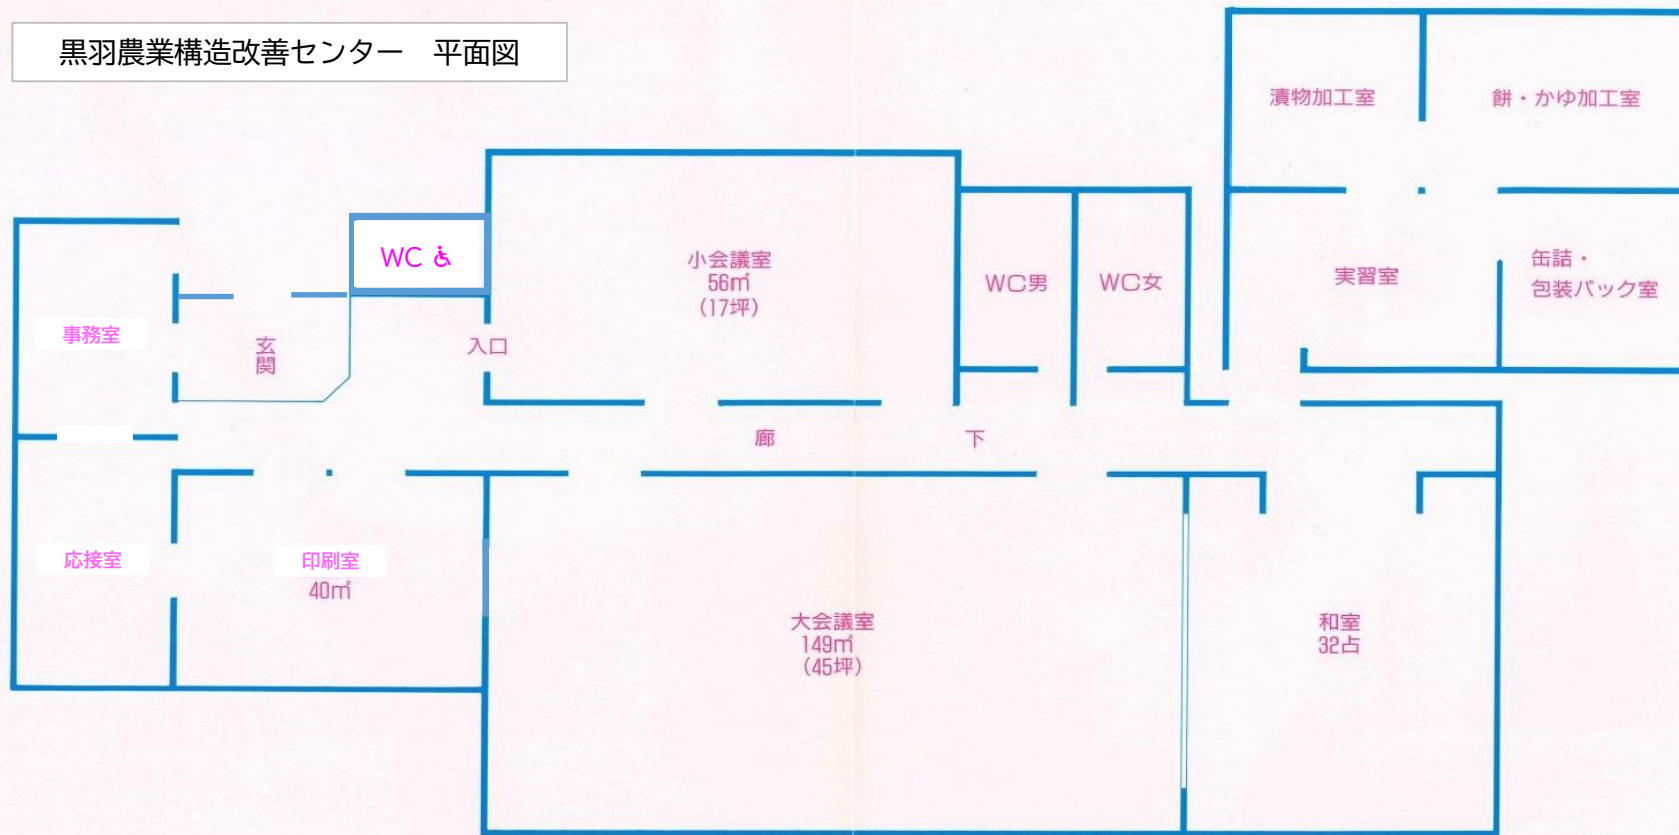 黒羽農業構造改善センター　平面図
漬物加工室
餅・かゆ加工室
WC ♿
小会議室
56㎡
(17坪)
WC男
WC女
実習室
缶詰・
包装パック室
事務室
玄
関
入口
廊
下
応接室
印刷室
40㎡
大会議室
149㎡
(45坪)
和室
32占